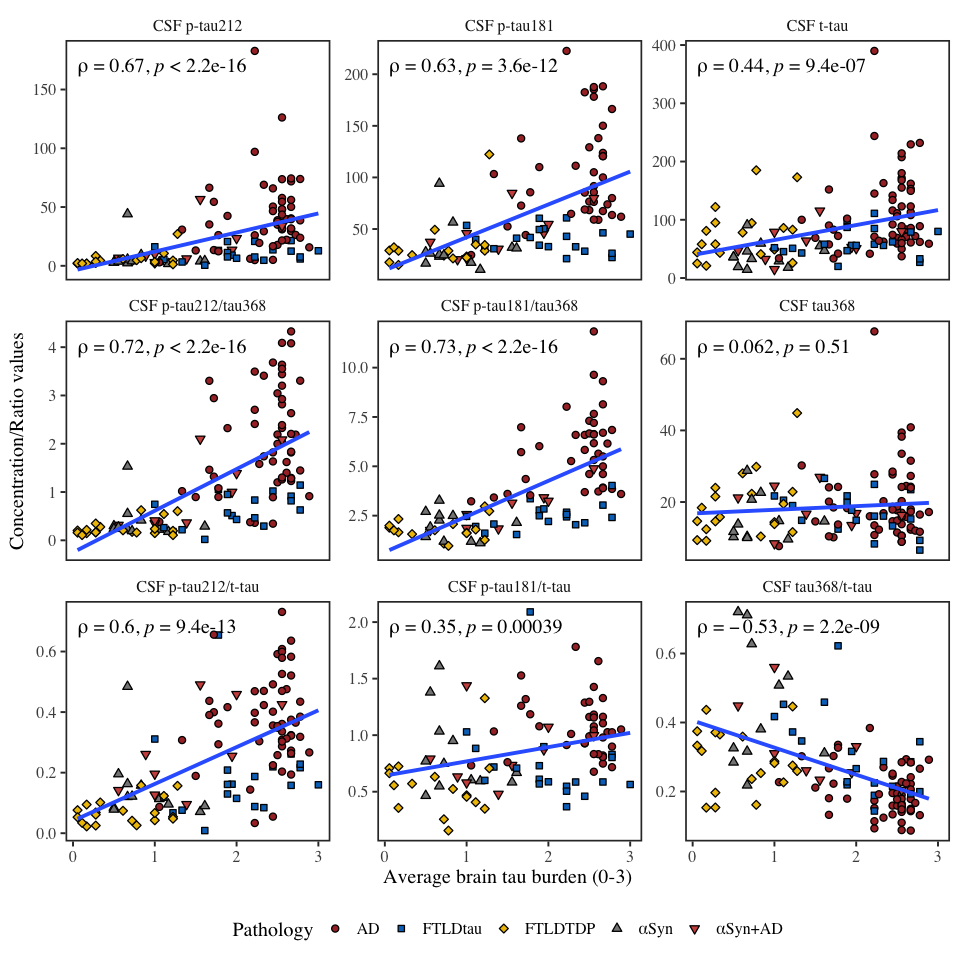 CSF p-tau212
CSF p-tau181
CSF t-tau
ρ = 0.67, p < 2.2e-16
ρ = 0.63, p = 3.6e-12
ρ = 0.44, p = 9.4e-07
150
100
50
0
200
150
100
50
400
300
200
100
0
CSF p-tau212/tau368
CSF p-tau181/tau368
CSF tau368
ρ = 0.72, p < 2.2e-16
ρ = 0.73, p < 2.2e-16
ρ = 0.062, p = 0.51
4
3
2
1
0
10.0
7.5
5.0
2.5
60
40
20
Concentration/Ratio values
CSF p-tau212/t-tau
CSF p-tau181/t-tau
CSF tau368/t-tau
ρ = 0.6, p = 9.4e-13
ρ = 0.35, p = 0.00039
ρ = −0.53, p = 2.2e-09
0.6
0.4
0.2
0.0
2.0
1.5
1.0
0.5
0.6
0.4
0.2
0 1 2 3
0 1 2 3
0 1 2 3
Average brain tau burden (0-3)
Pathology AD FTLDtau FTLDTDP αSyn αSyn+AD